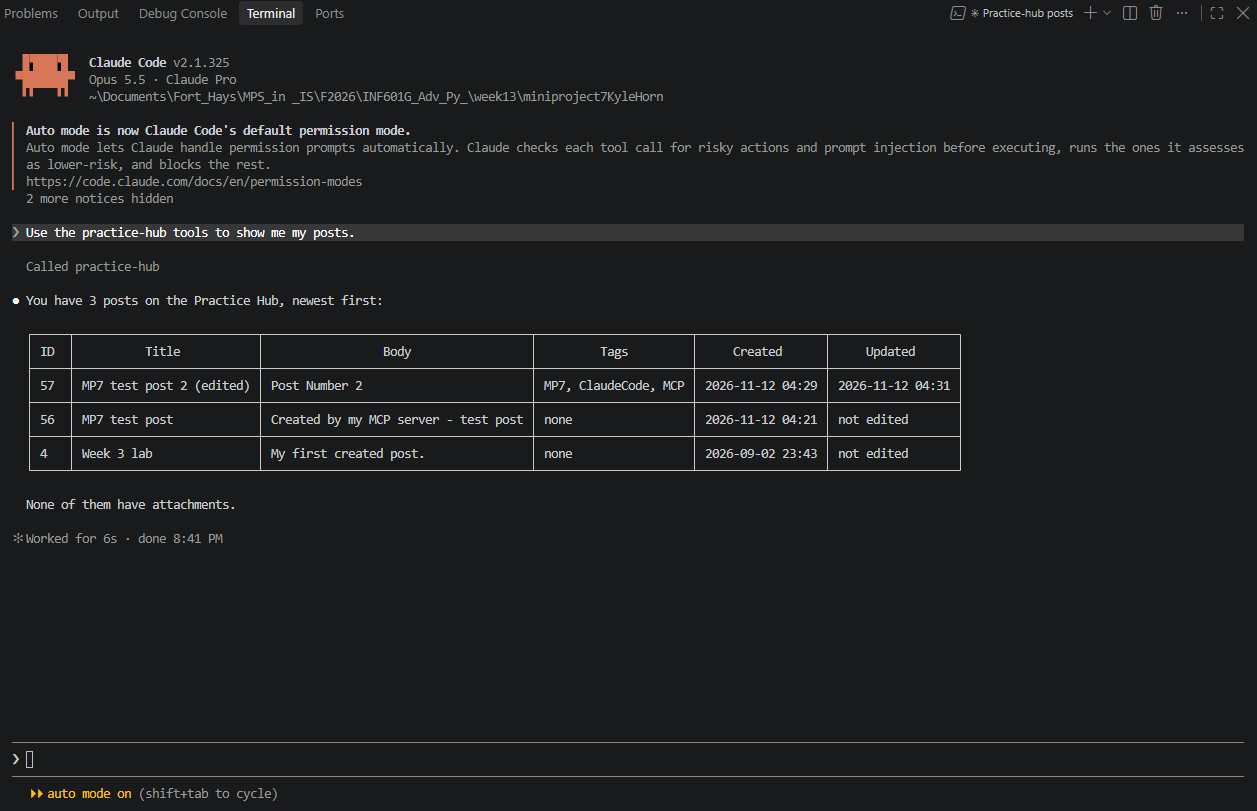 Problems Output Debug Console Terminal Ports Practice-hub posts
Claude Code v2.1.325
Opus 5.5 · Claude Pro
~\Documents\Fort_Hays\MPS_in _IS\F2026\INF601G_Adv_Py_\week13\miniproject7KyleHorn
Auto mode is now Claude Code's default permission mode.
Auto mode lets Claude handle permission prompts automatically. Claude checks each tool call for risky actions and prompt injection before executing, runs the ones it assesses
as lower-risk, and blocks the rest.
https://code.claude.com/docs/en/permission-modes
2 more notices hidden
❯ Use the practice-hub tools to show me my posts.
Called practice-hub
● You have 3 posts on the Practice Hub, newest first:
ID Title Body Tags Created Updated
57 MP7 test post 2 (edited) Post Number 2 MP7, ClaudeCode, MCP 2026-11-12 04:29 2026-11-12 04:31
56 MP7 test post Created by my MCP server - test post none 2026-11-12 04:21 not edited
4 Week 3 lab My first created post. none 2026-09-02 23:43 not edited
None of them have attachments.
✻ Worked for 6s · done 8:41 PM
❯
⏵⏵ auto mode on (shift+tab to cycle)